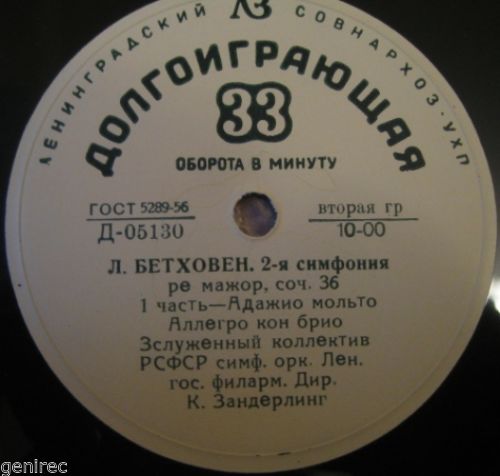 ЛЕНИНГРАДСКИЙ ЛЗ СОВНАРХОЗ·УХП
ДОЛГОИГРАЮЩАЯ
33
ОБОРОТА В МИНУТУ
ГОСТ 5289-56
Д-05130
вторая гр
10-00
Л. БЕТХОВЕН. 2-я симфония
ре мажор, соч. 36
1 часть—Адажио мольто
Аллегро кон брио
Зслуженный коллектив
РСФСР симф. орк. Лен.
гос. филарм. Дир.
К. Зандерлинг
genirec
genirec